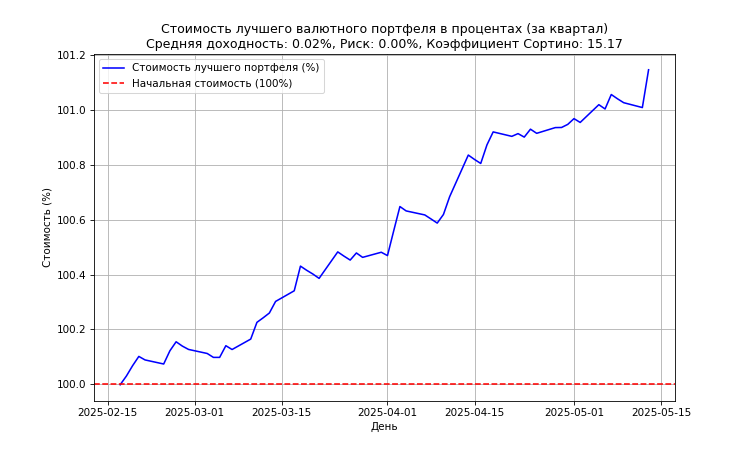 Стоимость лучшего валютного портфеля в процентах (за квартал)
Средняя доходность: 0.02%, Риск: 0.00%, Коэффициент Сортино: 15.17
Стоимость лучшего портфеля (%)
Начальная стоимость (100%)
Стоимость (%)
101.2
101.0
100.8
100.6
100.4
100.2
100.0
2025-02-15 2025-03-01 2025-03-15 2025-04-01 2025-04-15 2025-05-01 2025-05-15
День